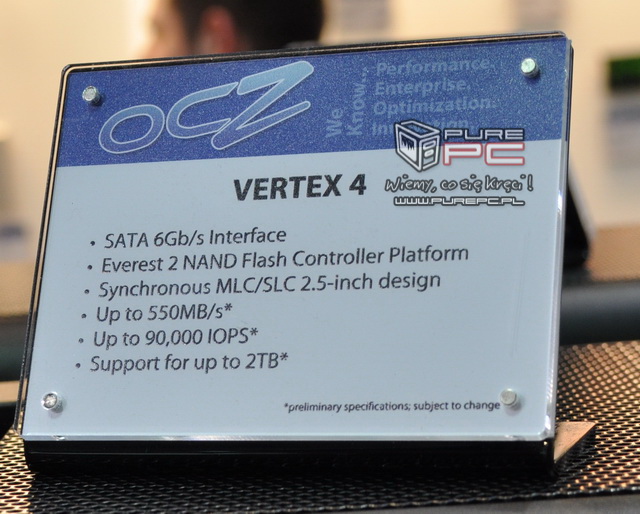 OCZ
We
Know...
Performance.
Enterprise.
Optimization.
PURE
PC
Wiemy, co się kręci!
WWW.PUREPC.PL
VERTEX 4
• SATA 6Gb/s Interface
• Everest 2 NAND Flash Controller Platform
• Synchronous MLC/SLC 2.5-inch design
• Up to 550MB/s*
• Up to 90,000 IOPS*
• Support for up to 2TB*
*preliminary specifications; subject to change